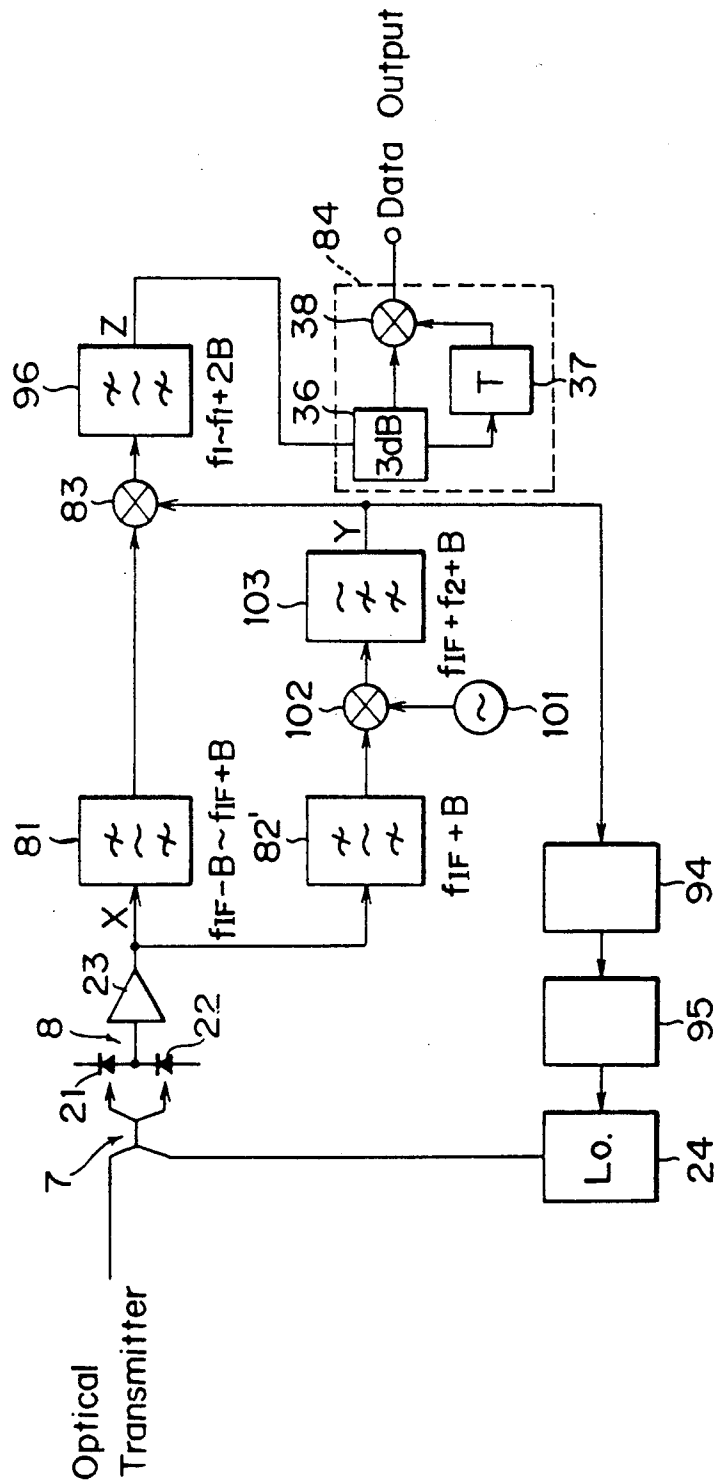 Optical
Transmitter
7
8
21
22
23
X
81
fIF-B~fIF+B
82'
fIF+B
83
96
f1~f1+2B
Z
102
101
103
fIF+f2+B
Y
36
3dB
38
84
T
37
Data Output
Lo.
24
95
94